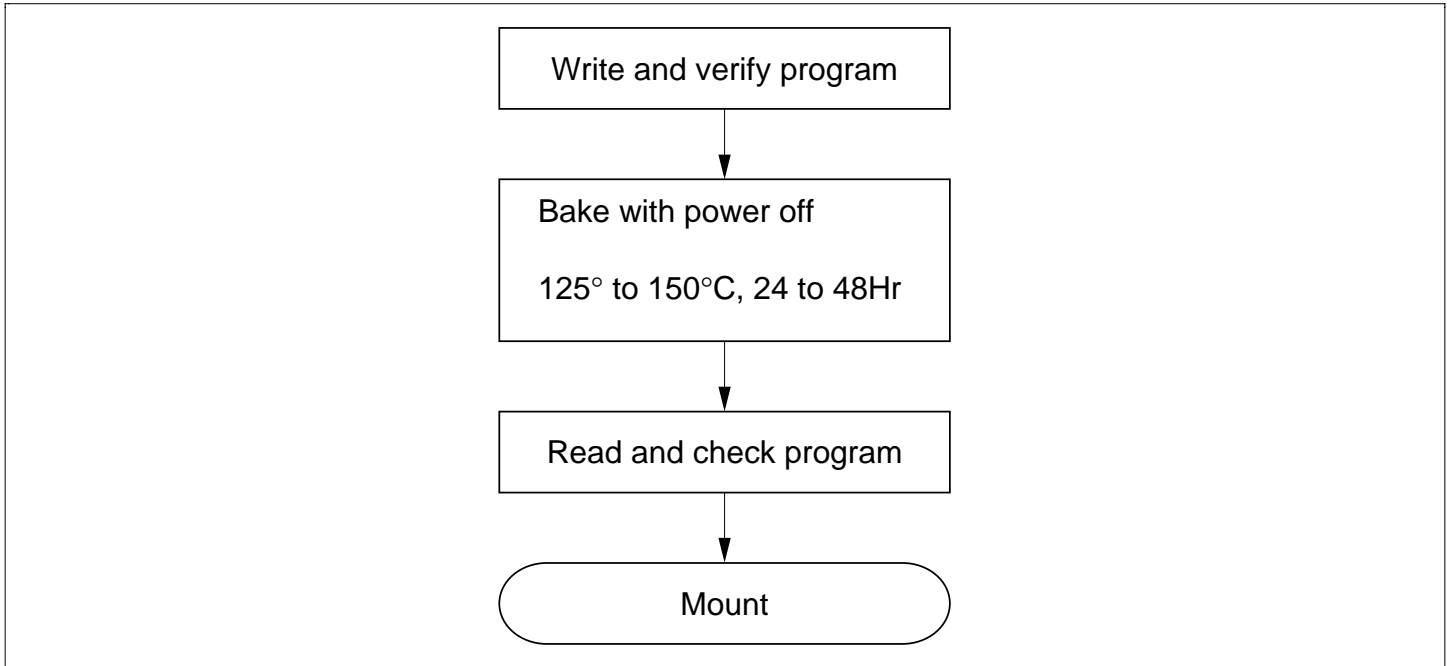 Write and verify program
Bake with power off
125° to 150°C, 24 to 48Hr
Read and check program
Mount